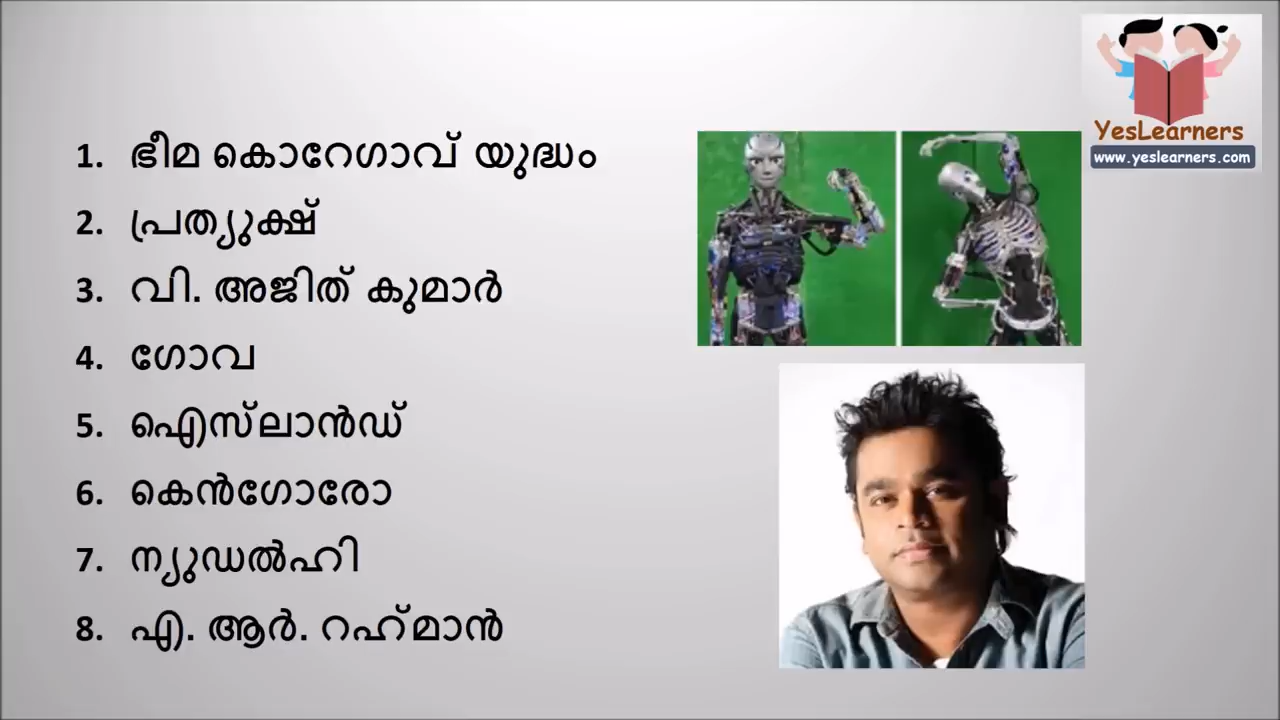 YesLearners
www.yeslearners.com
1. ഭീമ കൊറേഗാവ് യുദ്ധം
2. പ്രത്യുക്ഷ്
3. വി. അജിത് കുമാർ
4. ഗോവ
5. ഐസ്‌ലാൻഡ്
6. കെൻഗോരോ
7. ന്യുഡൽഹി
8. എ. ആർ. റഹ്‌മാൻ